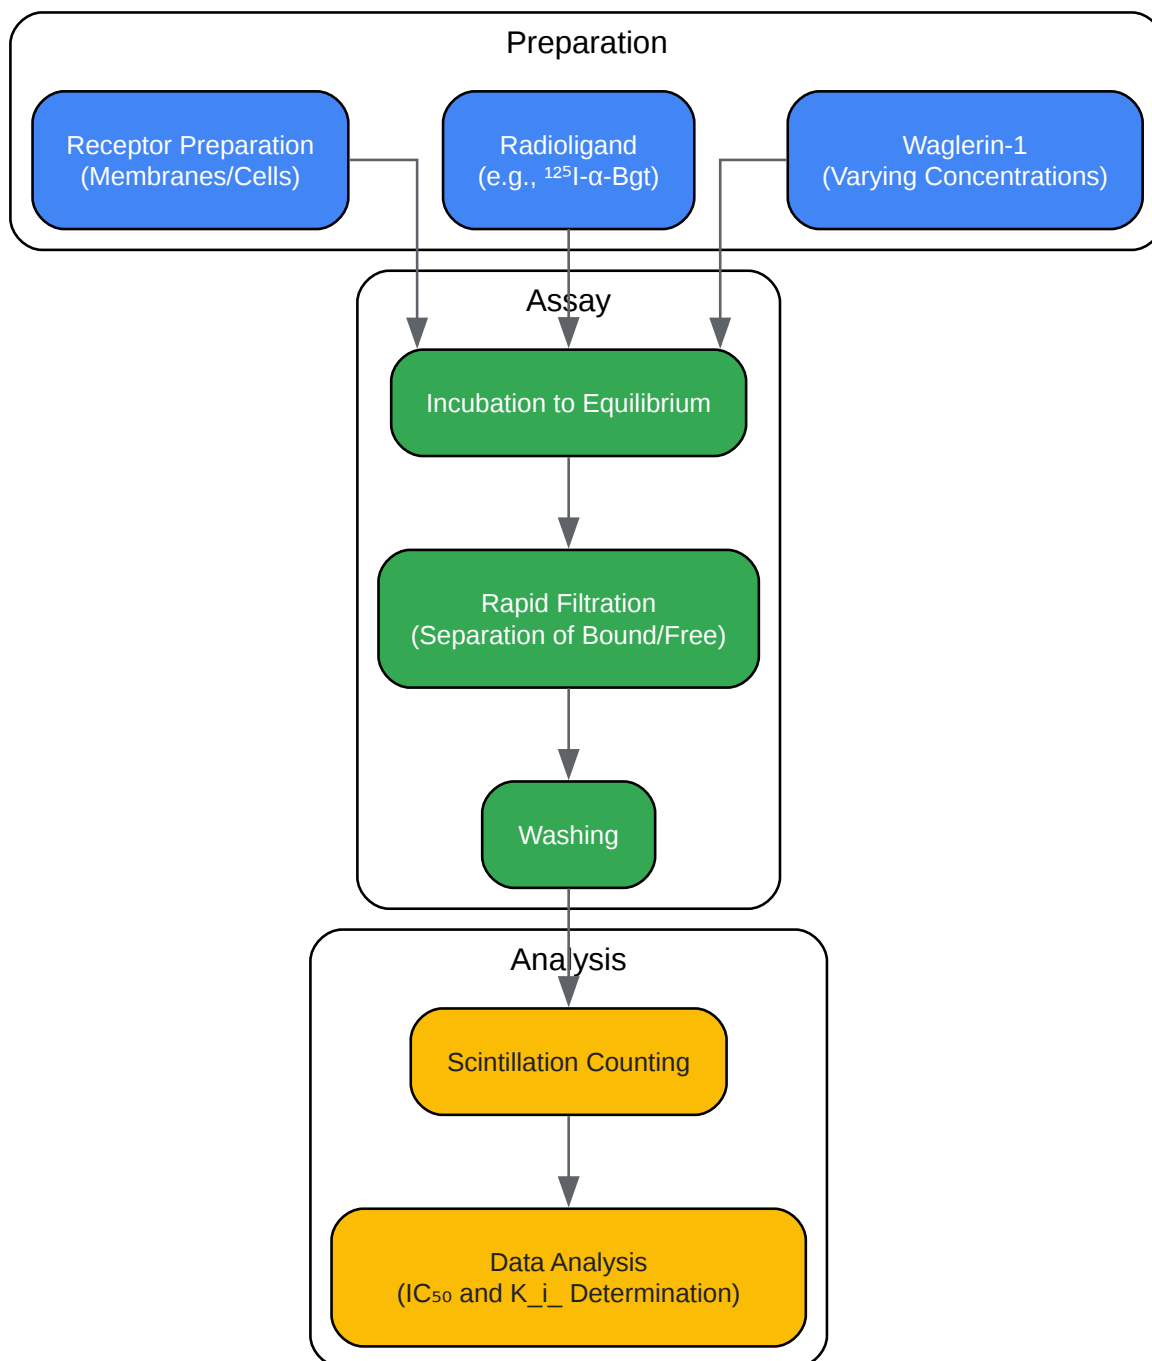 Preparation
Receptor Preparation
(Membranes/Cells)
Radioligand
(e.g., ¹²⁵I-α-Bgt)
Waglerin-1
(Varying Concentrations)
Assay
Incubation to Equilibrium
Rapid Filtration
(Separation of Bound/Free)
Washing
Analysis
Scintillation Counting
Data Analysis
(IC₅₀ and K_i_ Determination)